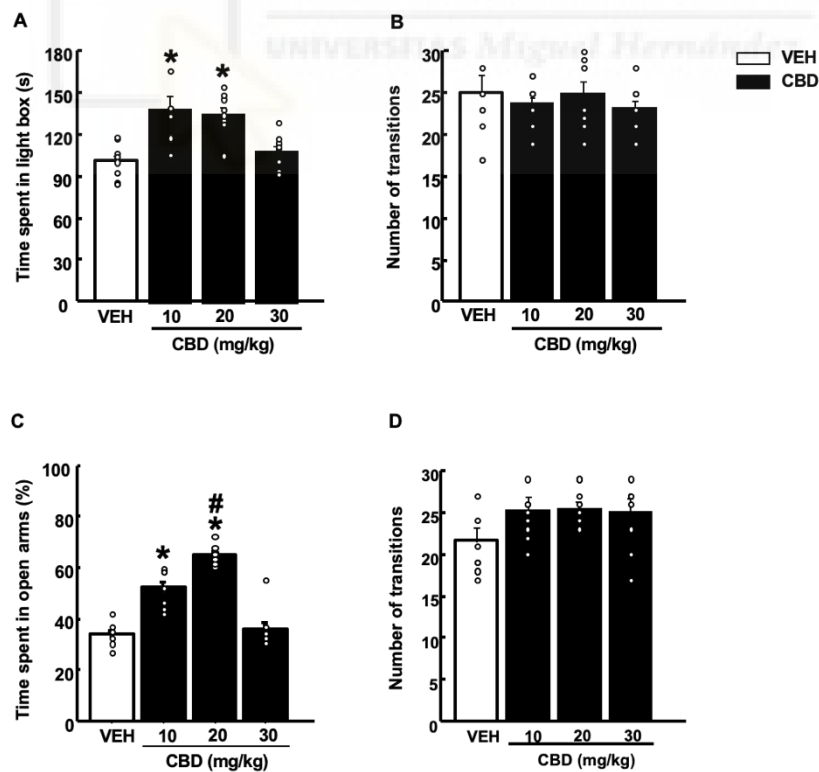 UNIVERSITAS Miguel Hernández
A
B
VEH
CBD
*
*
Time spent in light box (s)
180
150
120
90
60
30
0
VEH
10
20
30
CBD (mg/kg)
Number of transitions
30
25
20
15
10
5
0
VEH
10
20
30
CBD (mg/kg)
C
D
Time spent in open arms (%)
100
80
60
40
20
0
*
#
*
VEH
10
20
30
CBD (mg/kg)
Number of transitions
30
25
20
15
10
5
0
VEH
10
20
30
CBD (mg/kg)